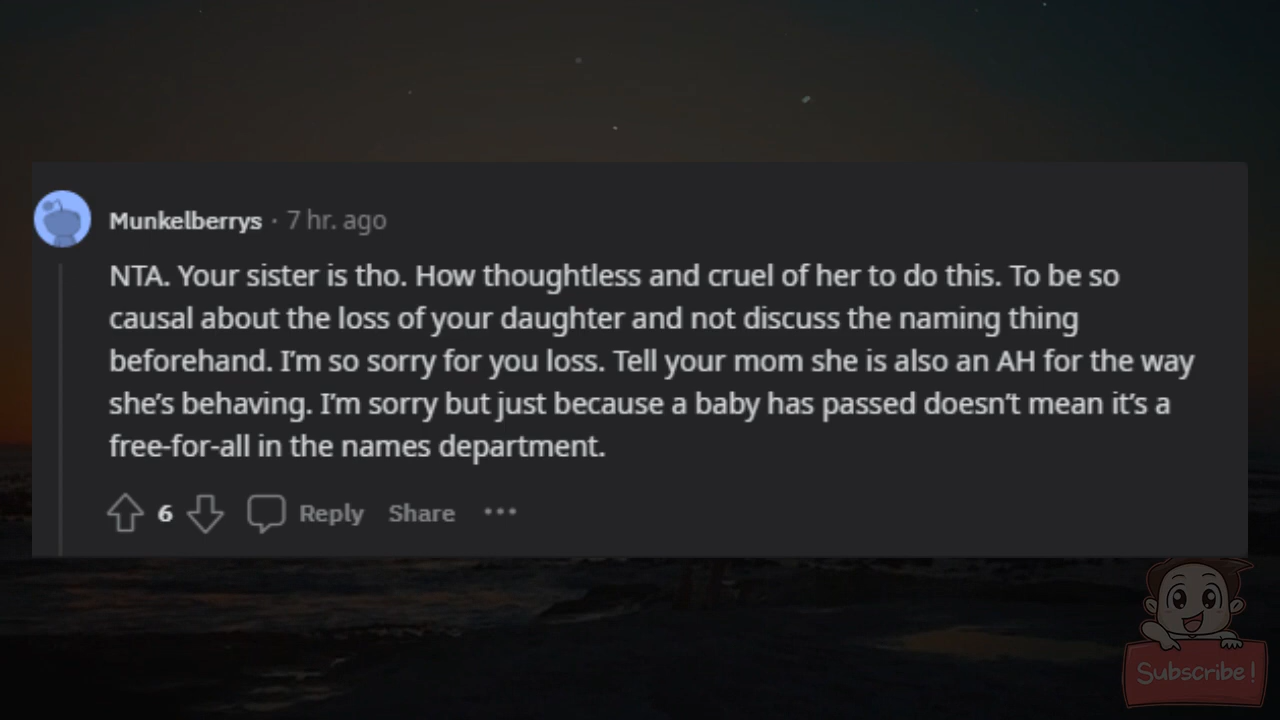 Munkelberrys · 7 hr. ago
NTA. Your sister is tho. How thoughtless and cruel of her to do this. To be so
causal about the loss of your daughter and not discuss the naming thing
beforehand. I'm so sorry for you loss. Tell your mom she is also an AH for the way
she's behaving. I'm sorry but just because a baby has passed doesn't mean it's a
free-for-all in the names department.
6 Reply Share •••
Subscribe!